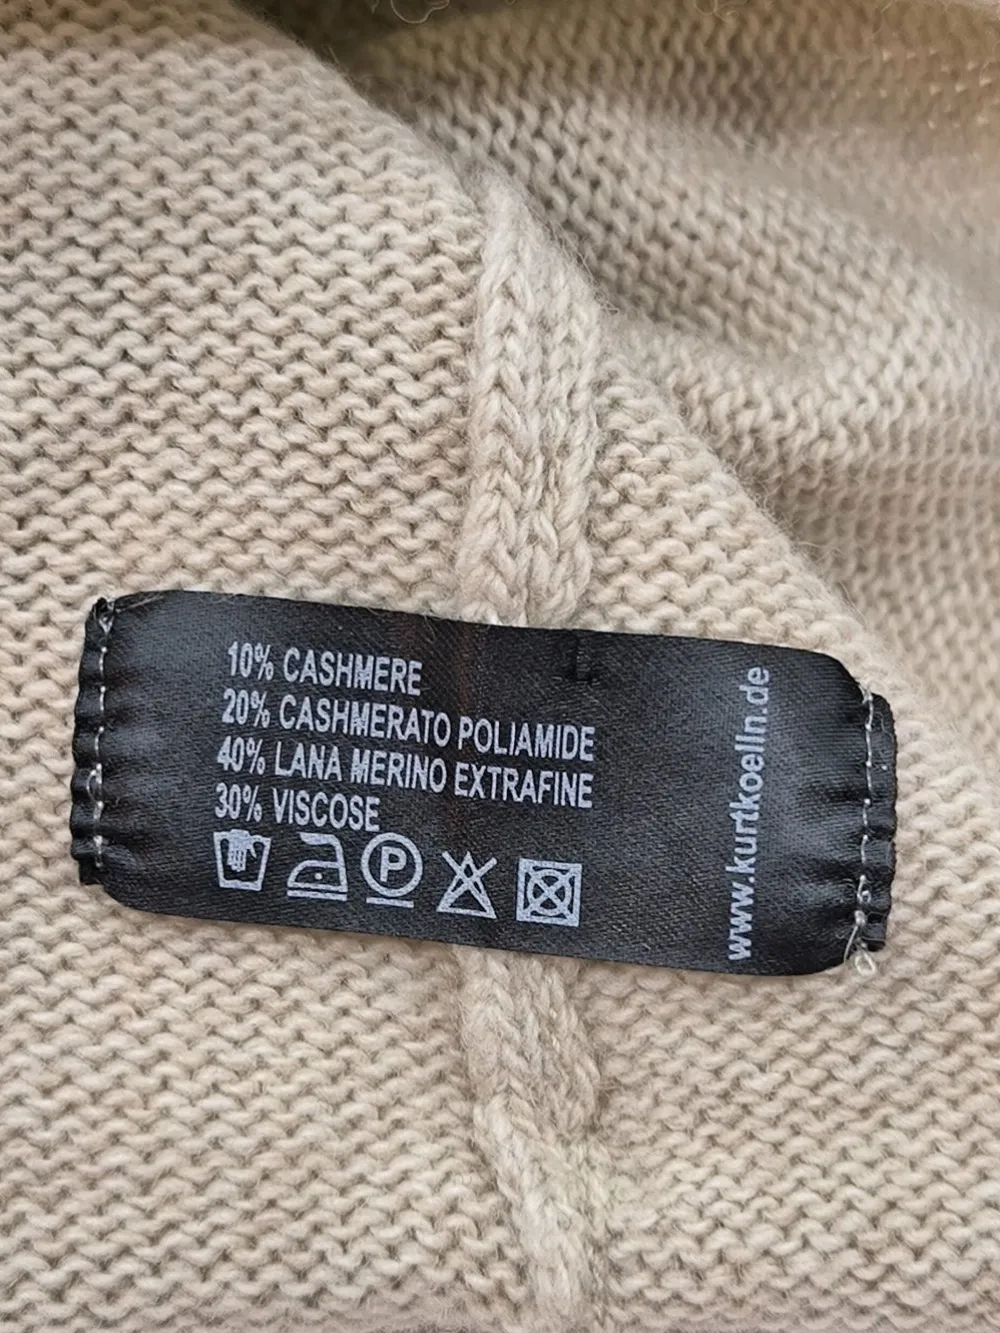 10% CASHMERE
20% CASHMERATO POLIAMIDE
40% LANA MERINO EXTRAFINE
30% VISCOSE
P
www.kurtkoelln.de